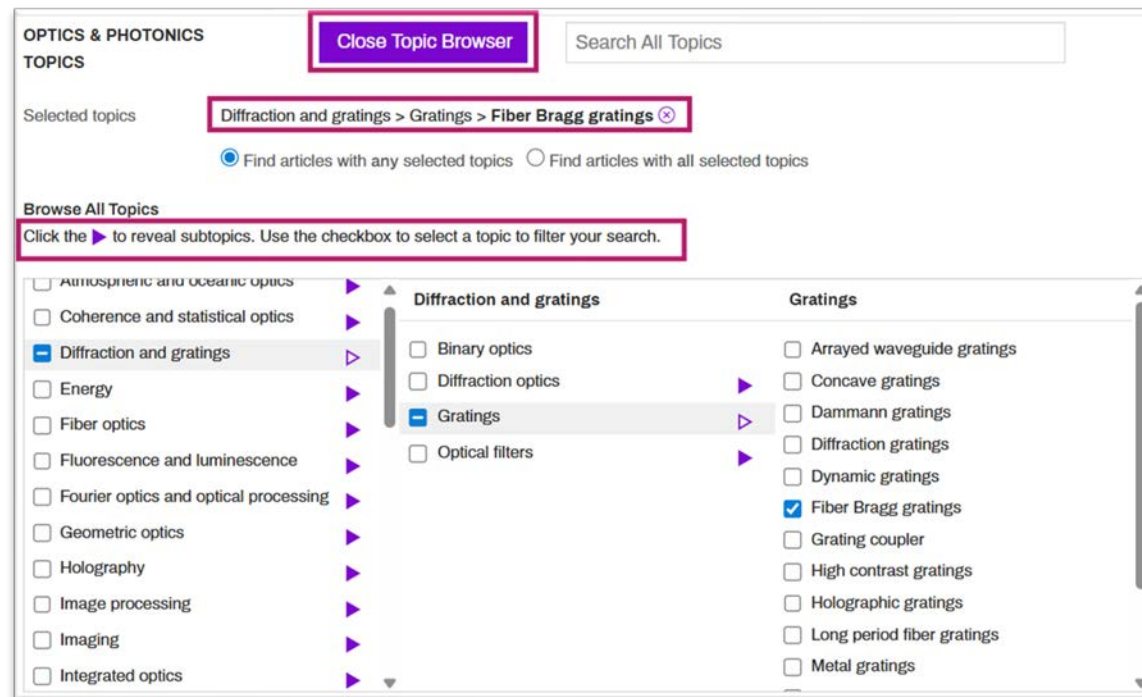 OPTICS & PHOTONICS
TOPICS
Close Topic Browser
Search All Topics
Selected topics
Diffraction and gratings > Gratings > Fiber Bragg gratings
Find articles with any selected topics
Find articles with all selected topics
Browse All Topics
Click the ▶ to reveal subtopics. Use the checkbox to select a topic to filter your search.
Atmospheric and oceanic optics
Coherence and statistical optics
Diffraction and gratings
Energy
Fiber optics
Fluorescence and luminescence
Fourier optics and optical processing
Geometric optics
Holography
Image processing
Imaging
Integrated optics
Diffraction and gratings
Binary optics
Diffraction optics
Gratings
Optical filters
Gratings
Arrayed waveguide gratings
Concave gratings
Dammann gratings
Diffraction gratings
Dynamic gratings
Fiber Bragg gratings
Grating coupler
High contrast gratings
Holographic gratings
Long period fiber gratings
Metal gratings